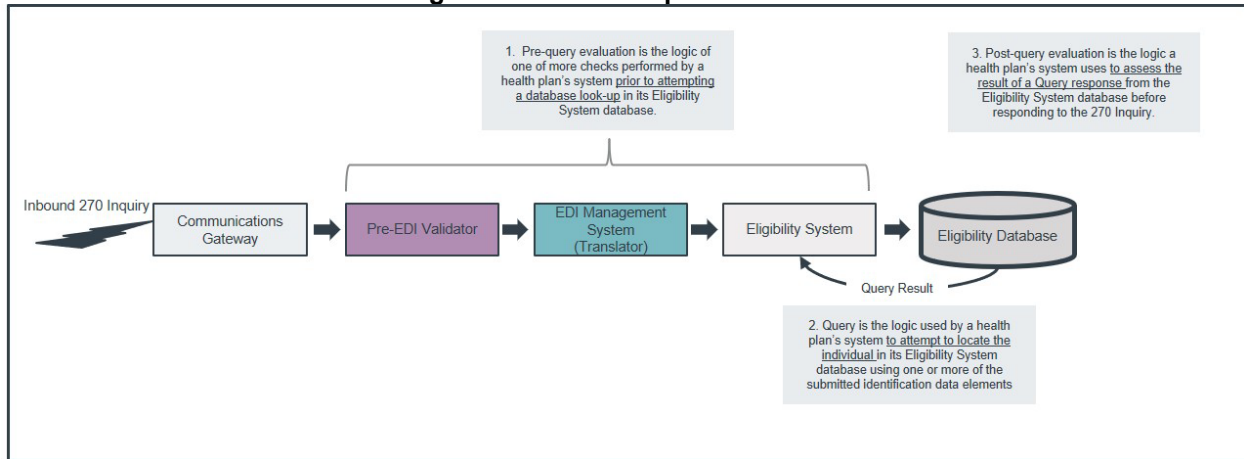 1. Pre-query evaluation is the logic of
one of more checks performed by a
health plan's system prior to attempting
a database look-up in its Eligibility
System database.
3. Post-query evaluation is the logic a
health plan's system uses to assess the
result of a Query response from the
Eligibility System database before
responding to the 270 Inquiry.
Inbound 270 Inquiry
Communications
Gateway
Pre-EDI Validator
EDI Management
System
(Translator)
Eligibility System
Eligibility Database
Query Result
2. Query is the logic used by a health
plan's system to attempt to locate the
individual in its Eligibility System
database using one or more of the
submitted identification data elements